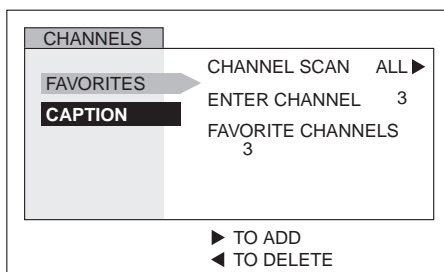 CHANNELS
FAVORITES
CAPTION
CHANNEL SCAN ALL ▶
ENTER CHANNEL 3
FAVORITE CHANNELS
3
▶ TO ADD
◀ TO DELETE